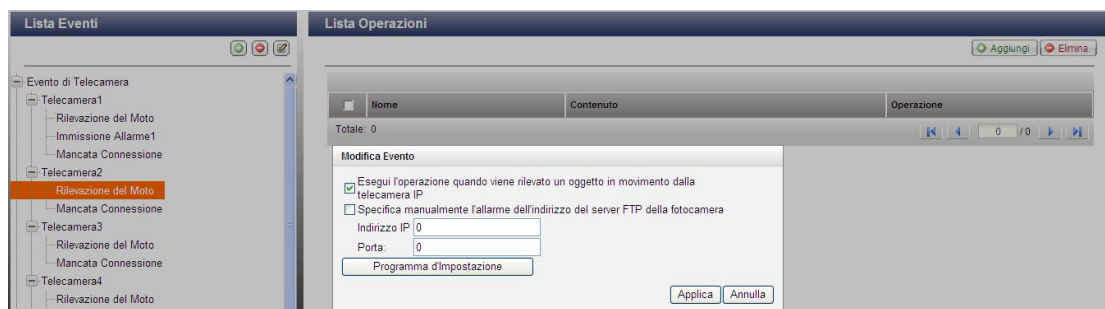 Lista Eventi
Evento di Telecamera
Telecamera1
Rilevazione del Moto
Immissione Allarme1
Mancata Connessione
Telecamera2
Rilevazione del Moto
Mancata Connessione
Telecamera3
Rilevazione del Moto
Mancata Connessione
Telecamera4
Rilevazione del Moto
Lista Operazioni
Aggiungi Elimina
Nome Contenuto Operazione
Totale: 0 0 /0
Modifica Evento
Esegui l'operazione quando viene rilevato un oggetto in movimento dalla
telecamera IP
Specifica manualmente l'allarme dell'indirizzo del server FTP della fotocamera
Indirizzo IP 0
Porta: 0
Programma d'Impostazione
Applica Annulla